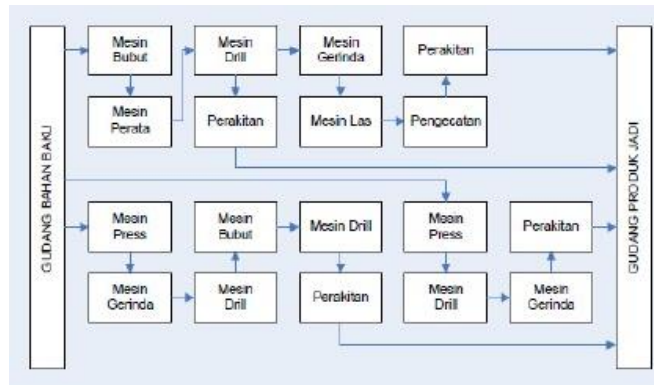 GUDANG BAHAN BAKU
Mesin
Bubut
Mesin
Drill
Mesin
Gerinda
Perakitan
Mesin
Perata
Perakitan
Mesin Las
Pengecatan
Mesin
Press
Mesin
Bubut
Mesin Drill
Mesin
Press
Perakitan
Mesin
Gerinda
Mesin
Drill
Perakitan
Mesin
Drill
Mesin
Gerinda
GUDANG PRODUK JADI